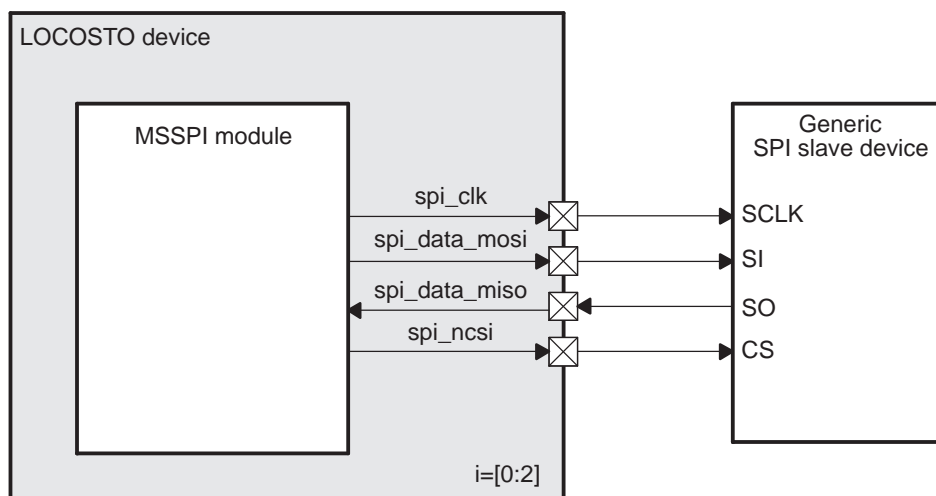 LOCOSTO device
MSSPI module
Generic
SPI slave device
spi_clk
SCLK
spi_data_mosi
SI
spi_data_miso
SO
spi_ncsi
CS
i=[0:2]